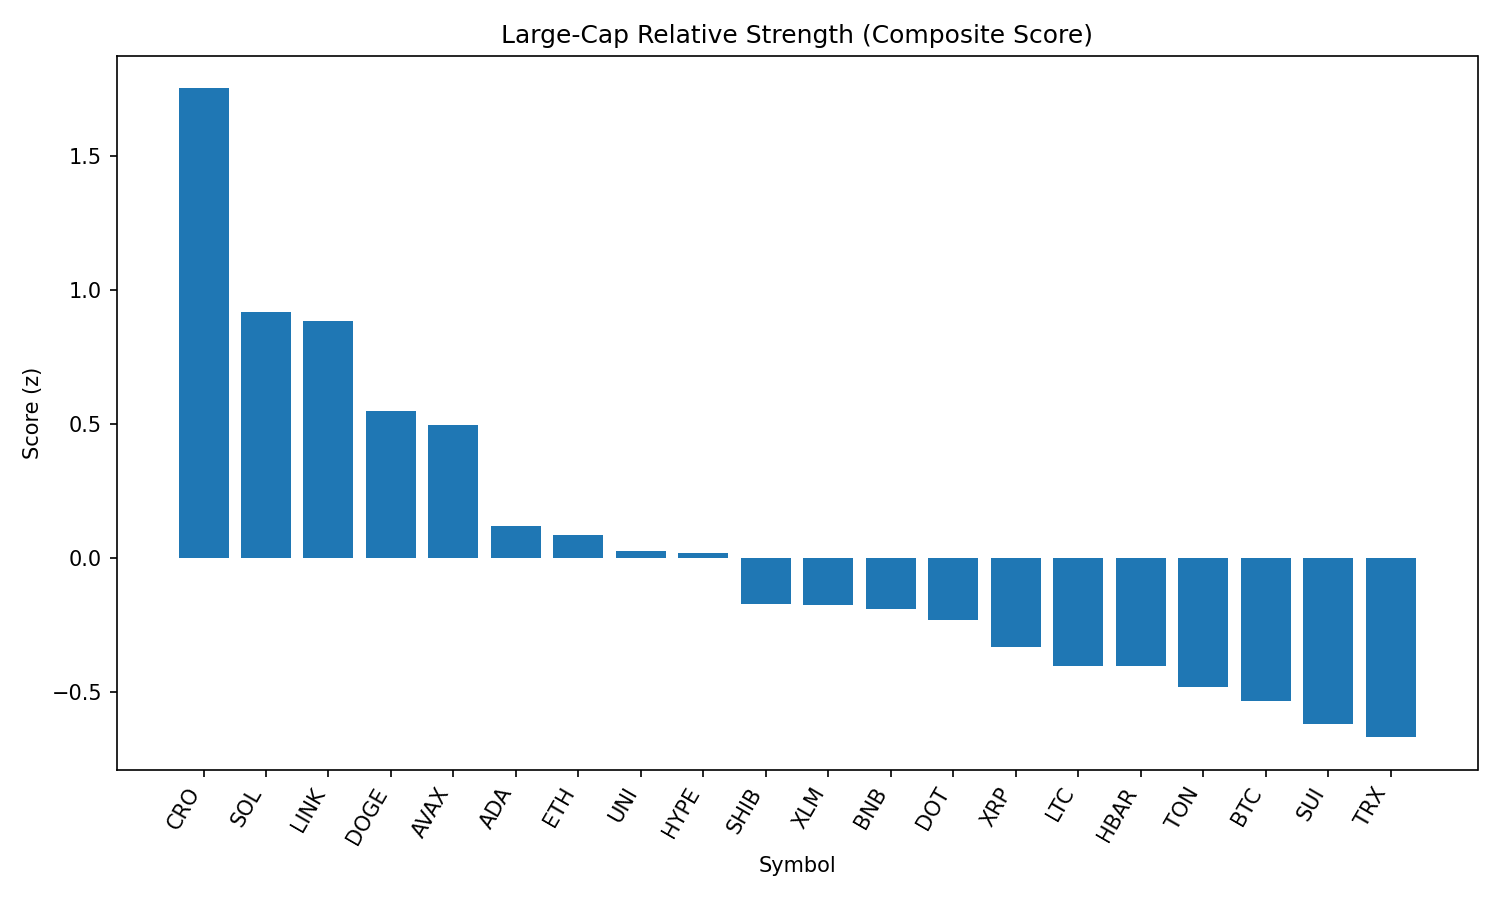 Large-Cap Relative Strength (Composite Score)
Score (z)
1.5
1.0
0.5
0.0
−0.5
CRO
SOL
LINK
DOGE
AVAX
ADA
ETH
UNI
HYPE
SHIB
XLM
BNB
DOT
XRP
LTC
HBAR
TON
BTC
SUI
TRX
Symbol